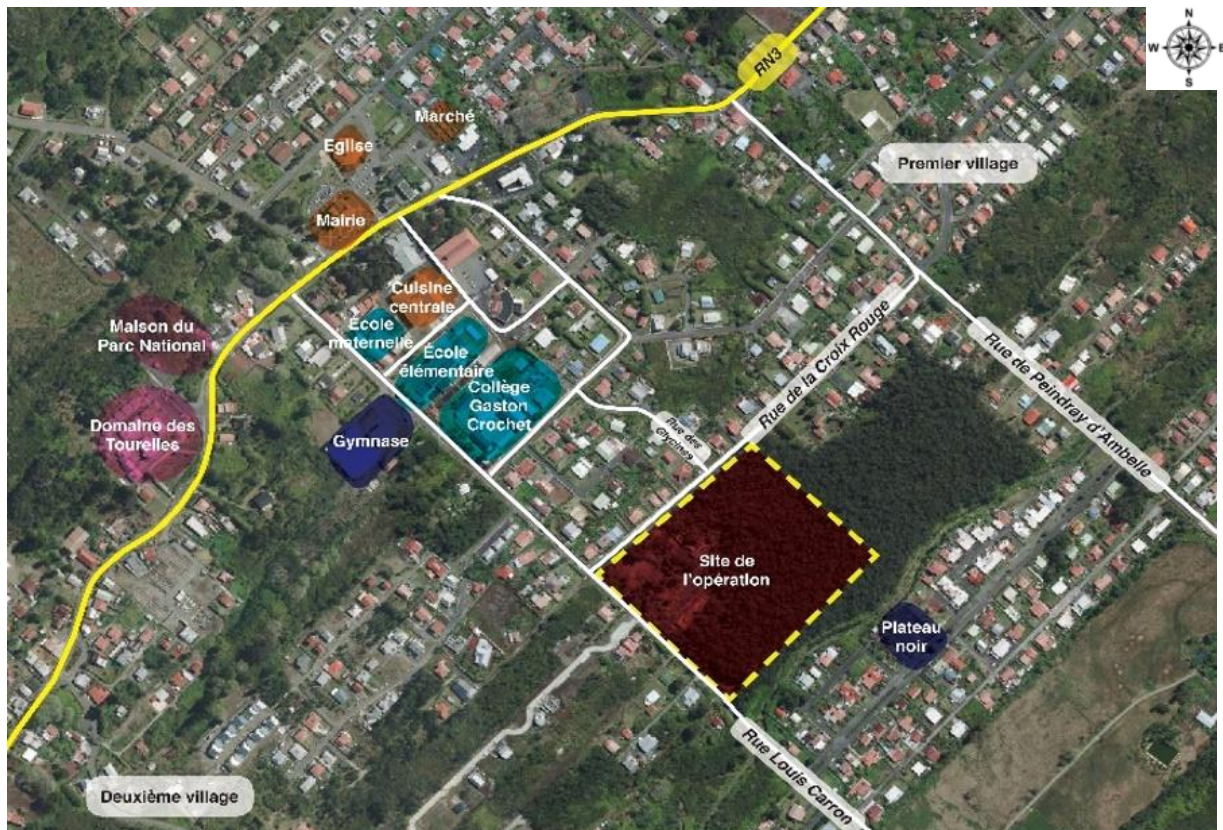 N
W
E
S
RN3
Marché
Eglise
Premier village
Mairie
Cuisine
centrale
Maison du
Parc National
École
maternelle
École
élémentaire
Collège
Gaston
Crochet
Rue de la Croix Rouge
Rue de Peindray d'Ambelle
Domaine des
Tourelles
Gymnase
Rue des
Glycines
Site de
l'opération
Plateau
noir
Rue Louis Carron
Deuxième village